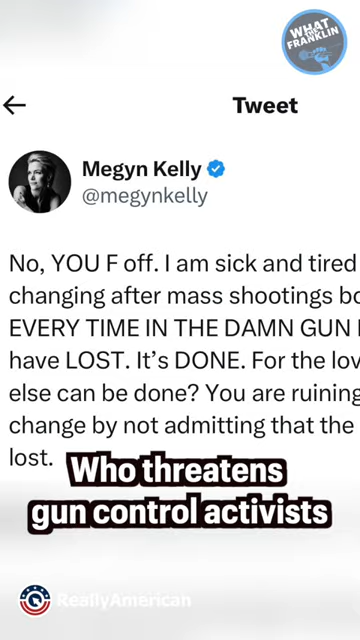 WHAT
THE
FRANKLIN
Tweet
Megyn Kelly
@megynkelly
No, YOU F off. I am sick and tired
changing after mass shootings bo
EVERY TIME IN THE DAMN GUN
have LOST. It's DONE. For the lov
else can be done? You are ruining
change by not admitting that the
lost.
Who threatens
gun control activists
ReallyAmerican